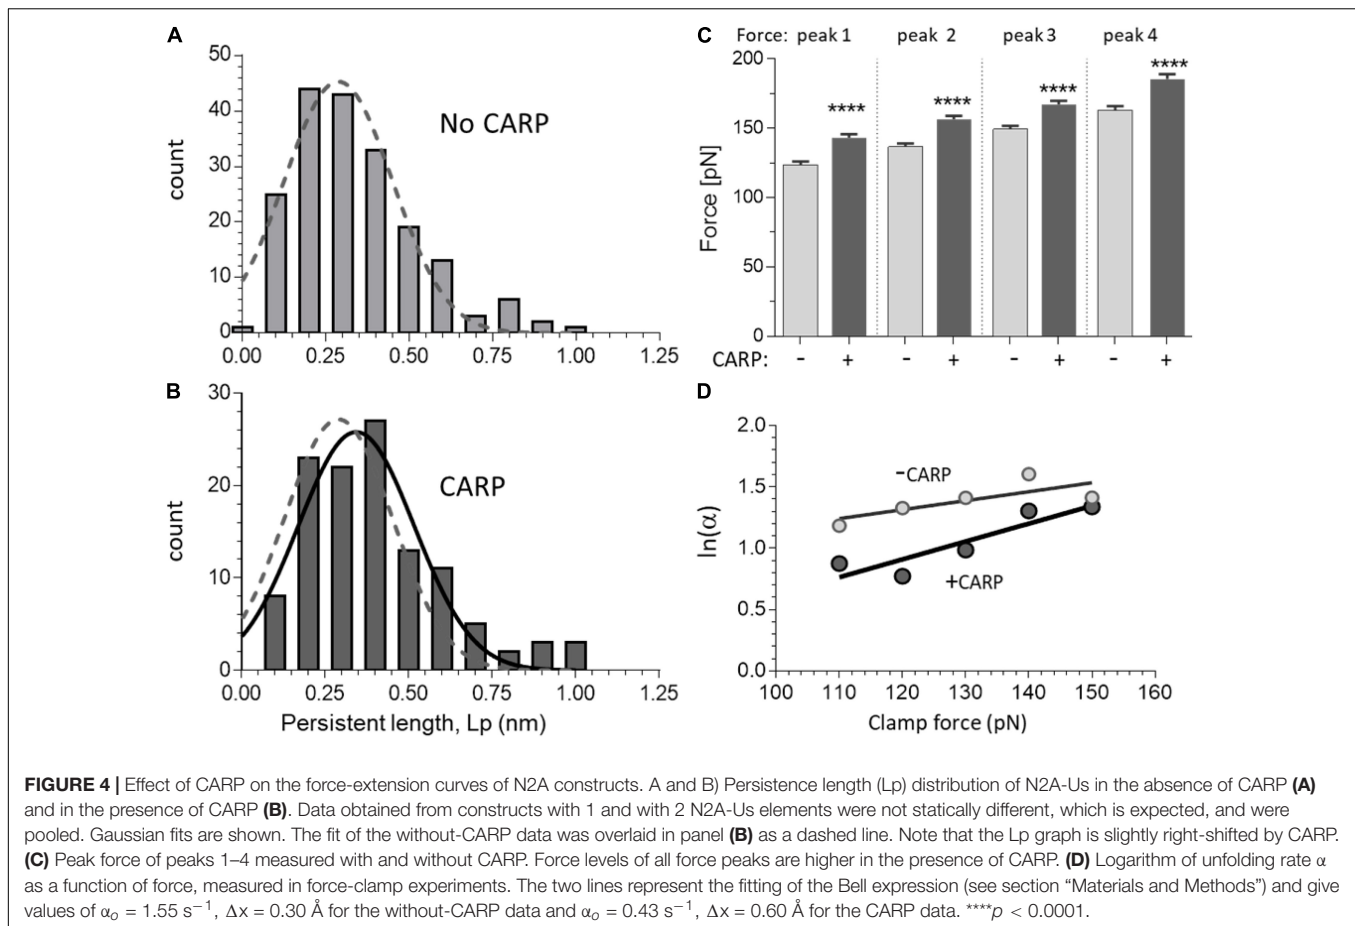 A
50
40
30
20
10
0
count
No CARP
0.00 0.25 0.50 0.75 1.00 1.25
B
30
20
10
0
count
CARP
0.00 0.25 0.50 0.75 1.00 1.25
Persistent length, Lp (nm)
C
Force: peak 1 peak 2 peak 3 peak 4
200
150
100
50
0
Force [pN]
**** **** **** ****
CARP: - + - + - + - +
D
2.0
1.5
1.0
0.5
0.0
ln(α)
-CARP
+CARP
100 110 120 130 140 150 160
Clamp force (pN)
FIGURE 4 | Effect of CARP on the force-extension curves of N2A constructs. A and B) Persistence length (Lp) distribution of N2A-Us in the absence of CARP (A)
and in the presence of CARP (B). Data obtained from constructs with 1 and with 2 N2A-Us elements were not statically different, which is expected, and were
pooled. Gaussian fits are shown. The fit of the without-CARP data was overlaid in panel (B) as a dashed line. Note that the Lp graph is slightly right-shifted by CARP.
(C) Peak force of peaks 1–4 measured with and without CARP. Force levels of all force peaks are higher in the presence of CARP. (D) Logarithm of unfolding rate α
as a function of force, measured in force-clamp experiments. The two lines represent the fitting of the Bell expression (see section “Materials and Methods”) and give
values of αo = 1.55 s−1, Δx = 0.30 Å for the without-CARP data and αo = 0.43 s−1, Δx = 0.60 Å for the CARP data. ****p < 0.0001.